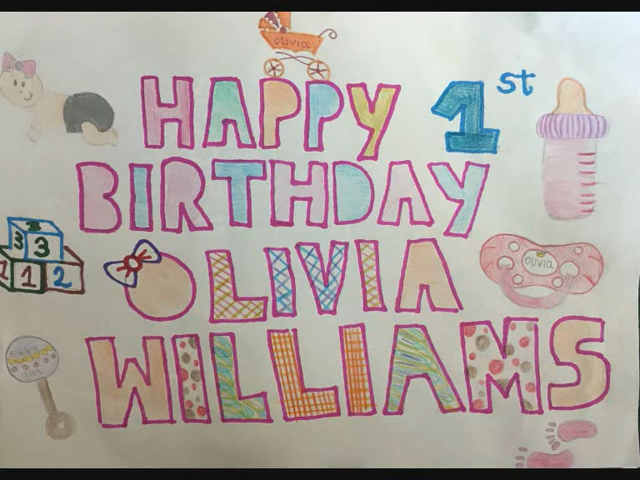 Olivia
HAPPY 1st
BIRTHDAY
OLIVIA
WILLIAMS
OLIVIA
3 3
1 1 2